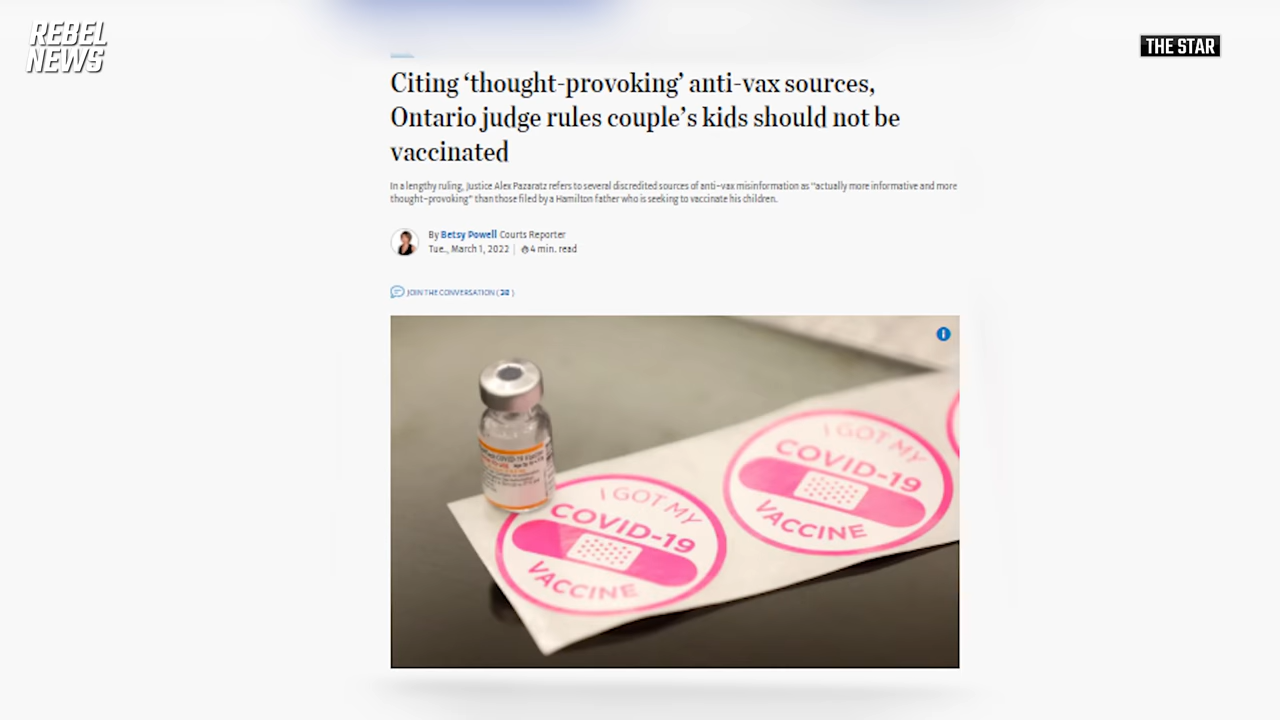 REBEL
NEWS
THE STAR
Citing ‘thought-provoking’ anti-vax sources,
Ontario judge rules couple’s kids should not be
vaccinated
In a lengthy ruling, Justice Alex Pazaratz refers to several discredited sources of anti-vax misinformation as “actually more informative and more
thought-provoking” than those filed by a Hamilton father who is seeking to vaccinate his children.
By Betsy Powell Courts Reporter
Tue., March 1, 2022 | 4 min. read
JOIN THE CONVERSATION
i
I GOT MY
COVID-19
VACCINE
I GOT MY
COVID-19
VACCINE